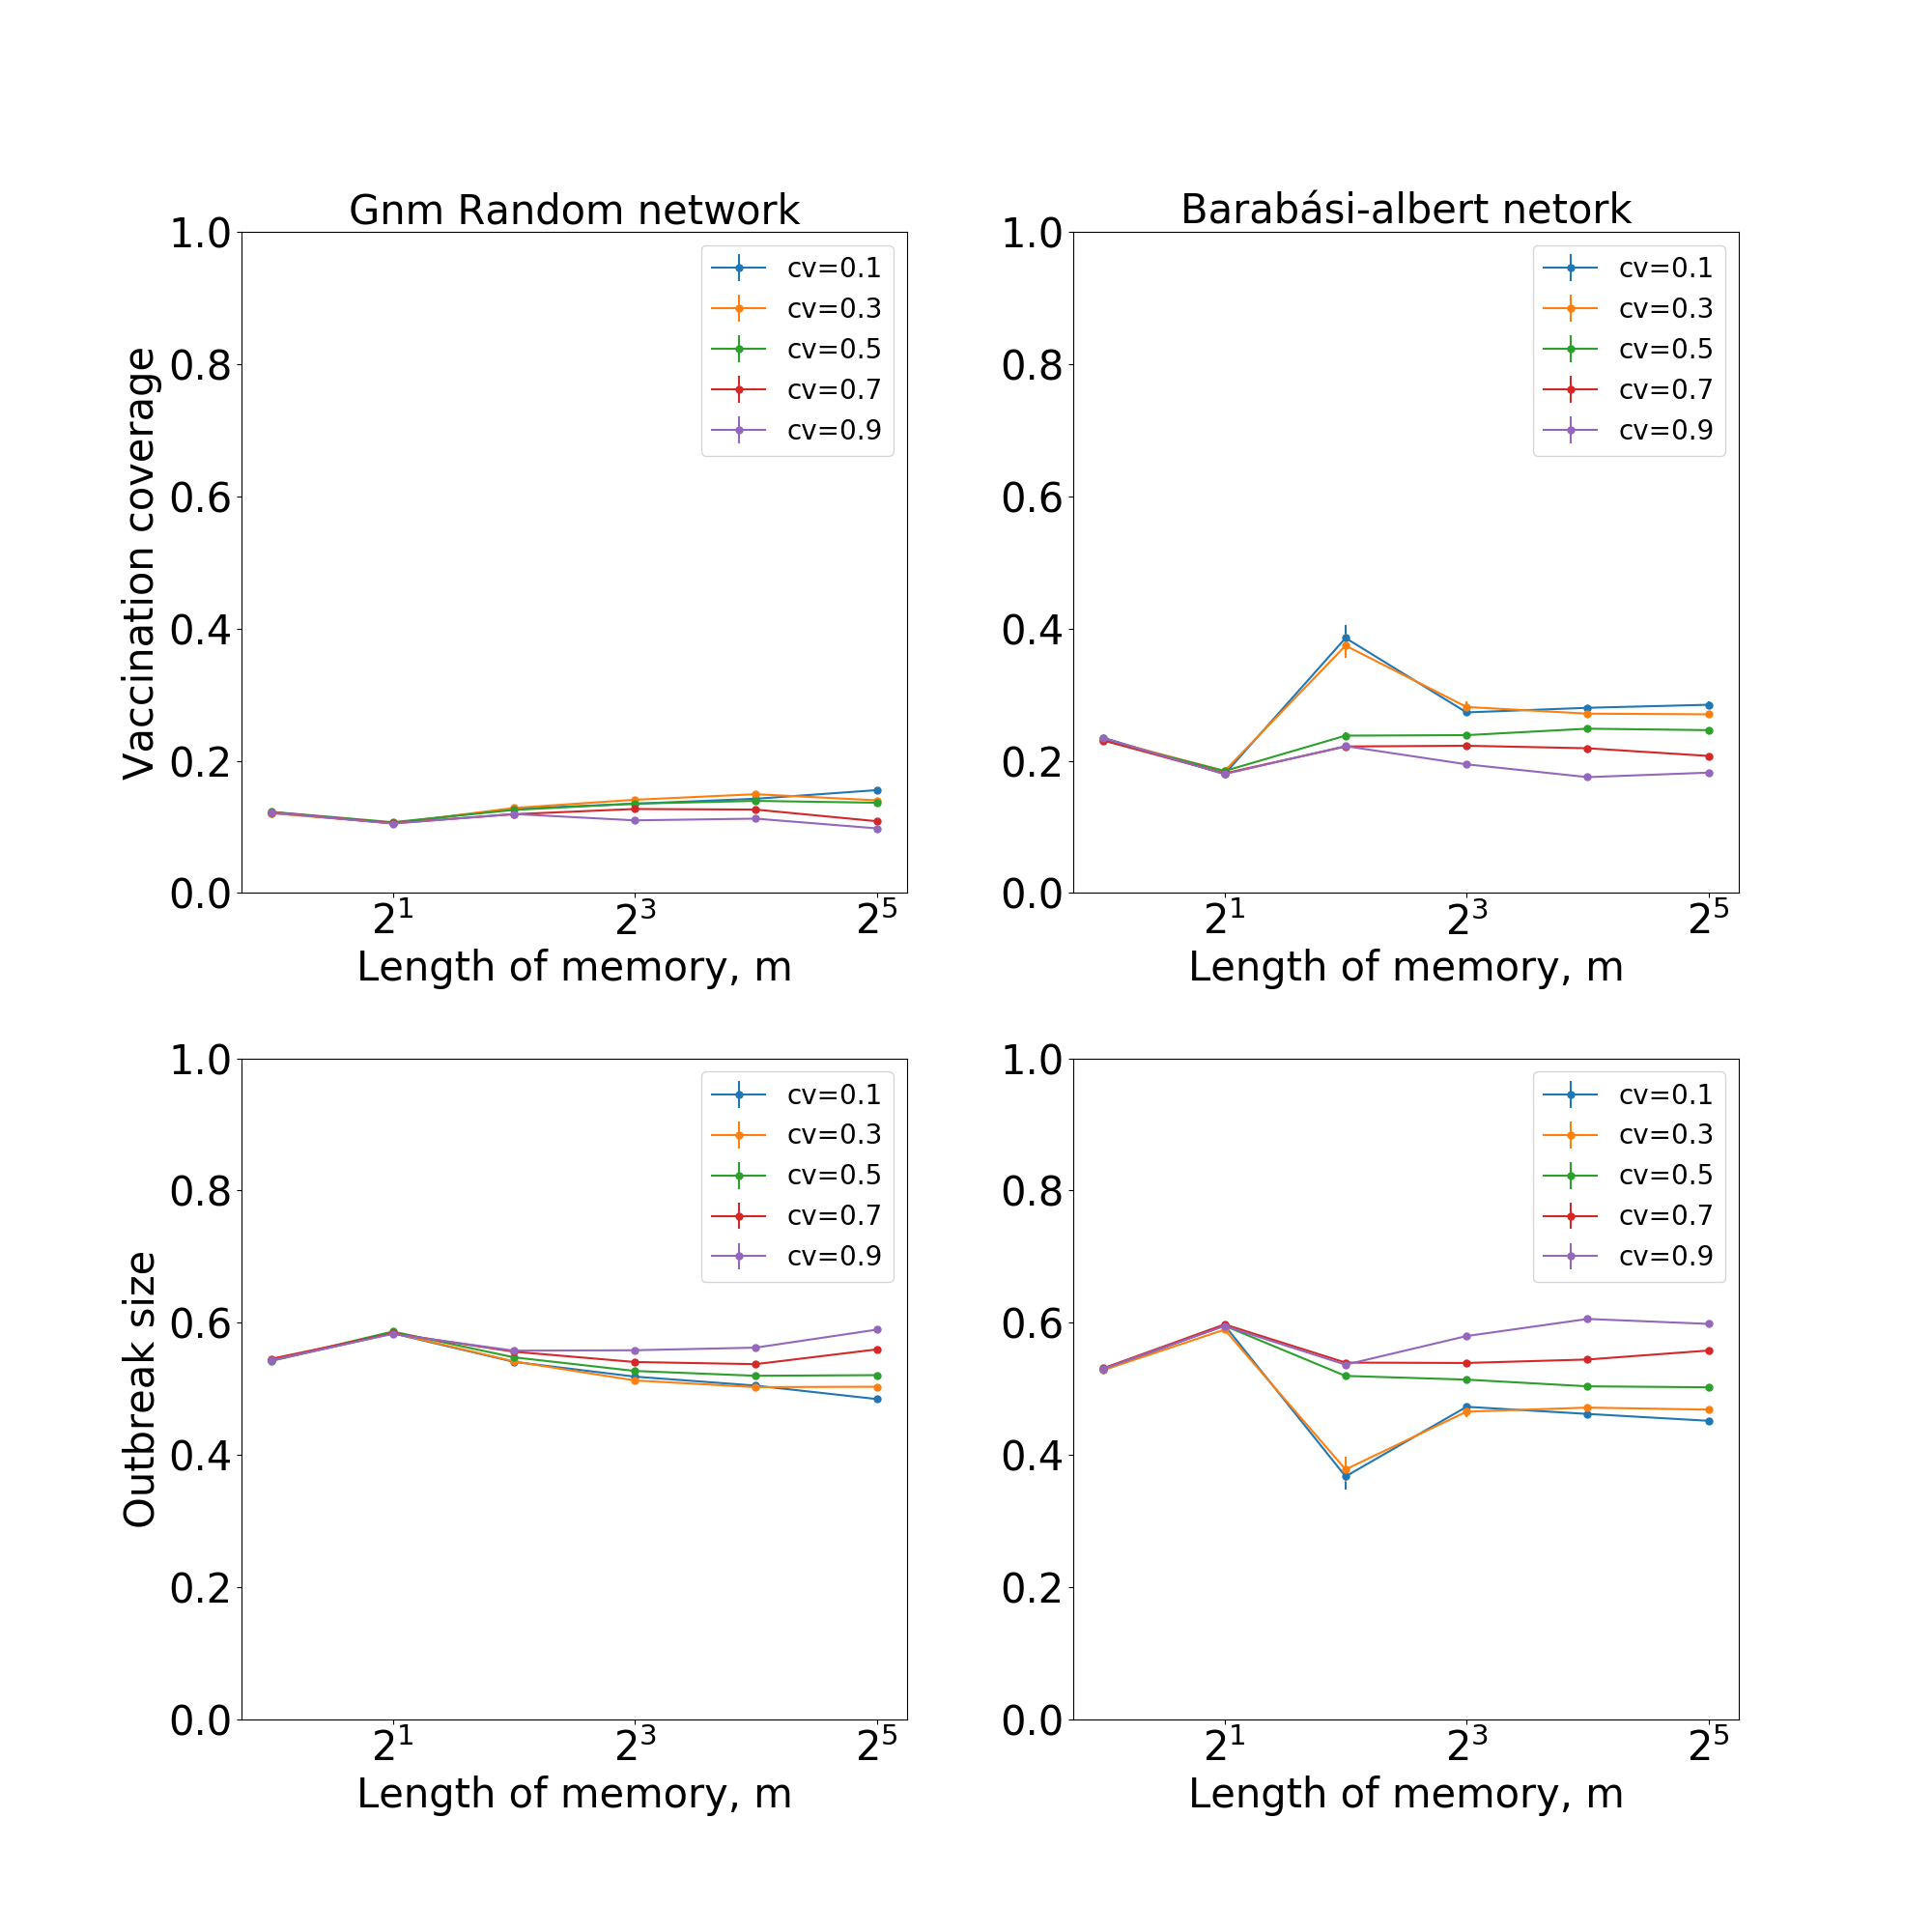 Gnm Random network
1.0
0.8
0.6
0.4
0.2
0.0
Vaccination coverage
cv=0.1
cv=0.3
cv=0.5
cv=0.7
cv=0.9
2^1
2^3
2^5
Length of memory, m
Barabási-albert netork
1.0
0.8
0.6
0.4
0.2
0.0
cv=0.1
cv=0.3
cv=0.5
cv=0.7
cv=0.9
2^1
2^3
2^5
Length of memory, m
1.0
0.8
0.6
0.4
0.2
0.0
Outbreak size
cv=0.1
cv=0.3
cv=0.5
cv=0.7
cv=0.9
2^1
2^3
2^5
Length of memory, m
1.0
0.8
0.6
0.4
0.2
0.0
cv=0.1
cv=0.3
cv=0.5
cv=0.7
cv=0.9
2^1
2^3
2^5
Length of memory, m